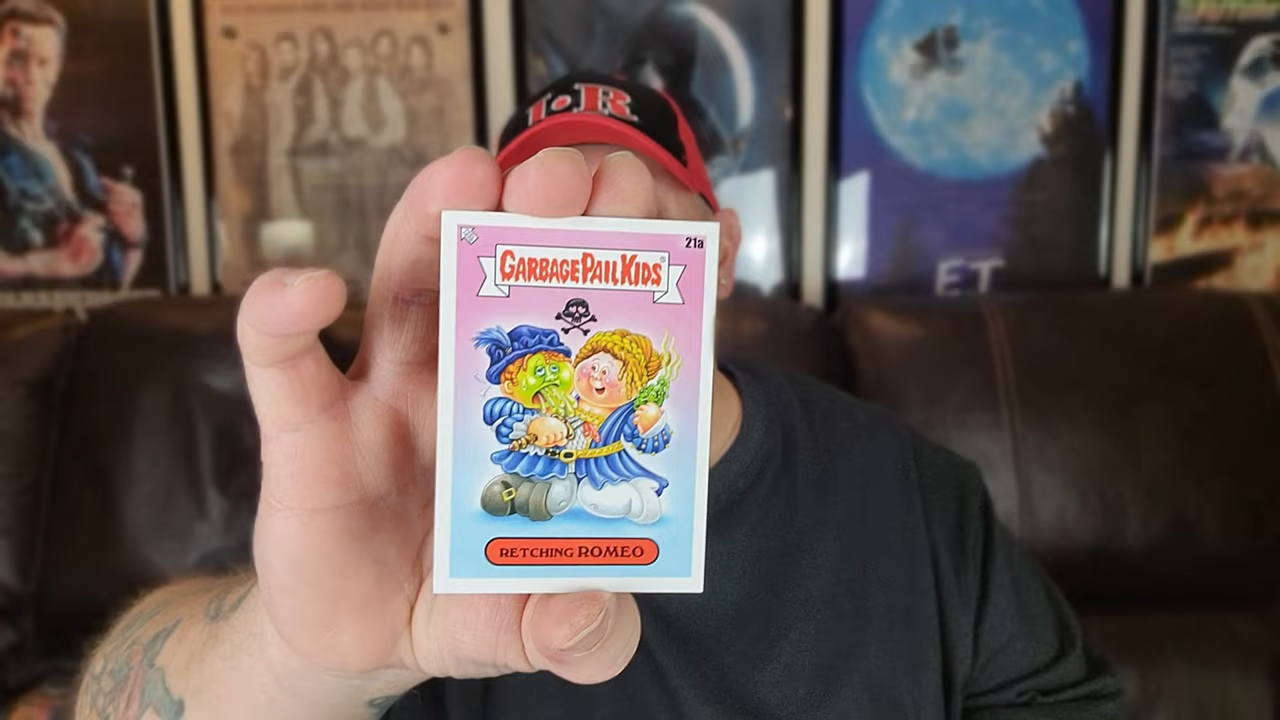 I•R
21a
GARBAGE PAIL KIDS
RETCHING ROMEO
E.T.